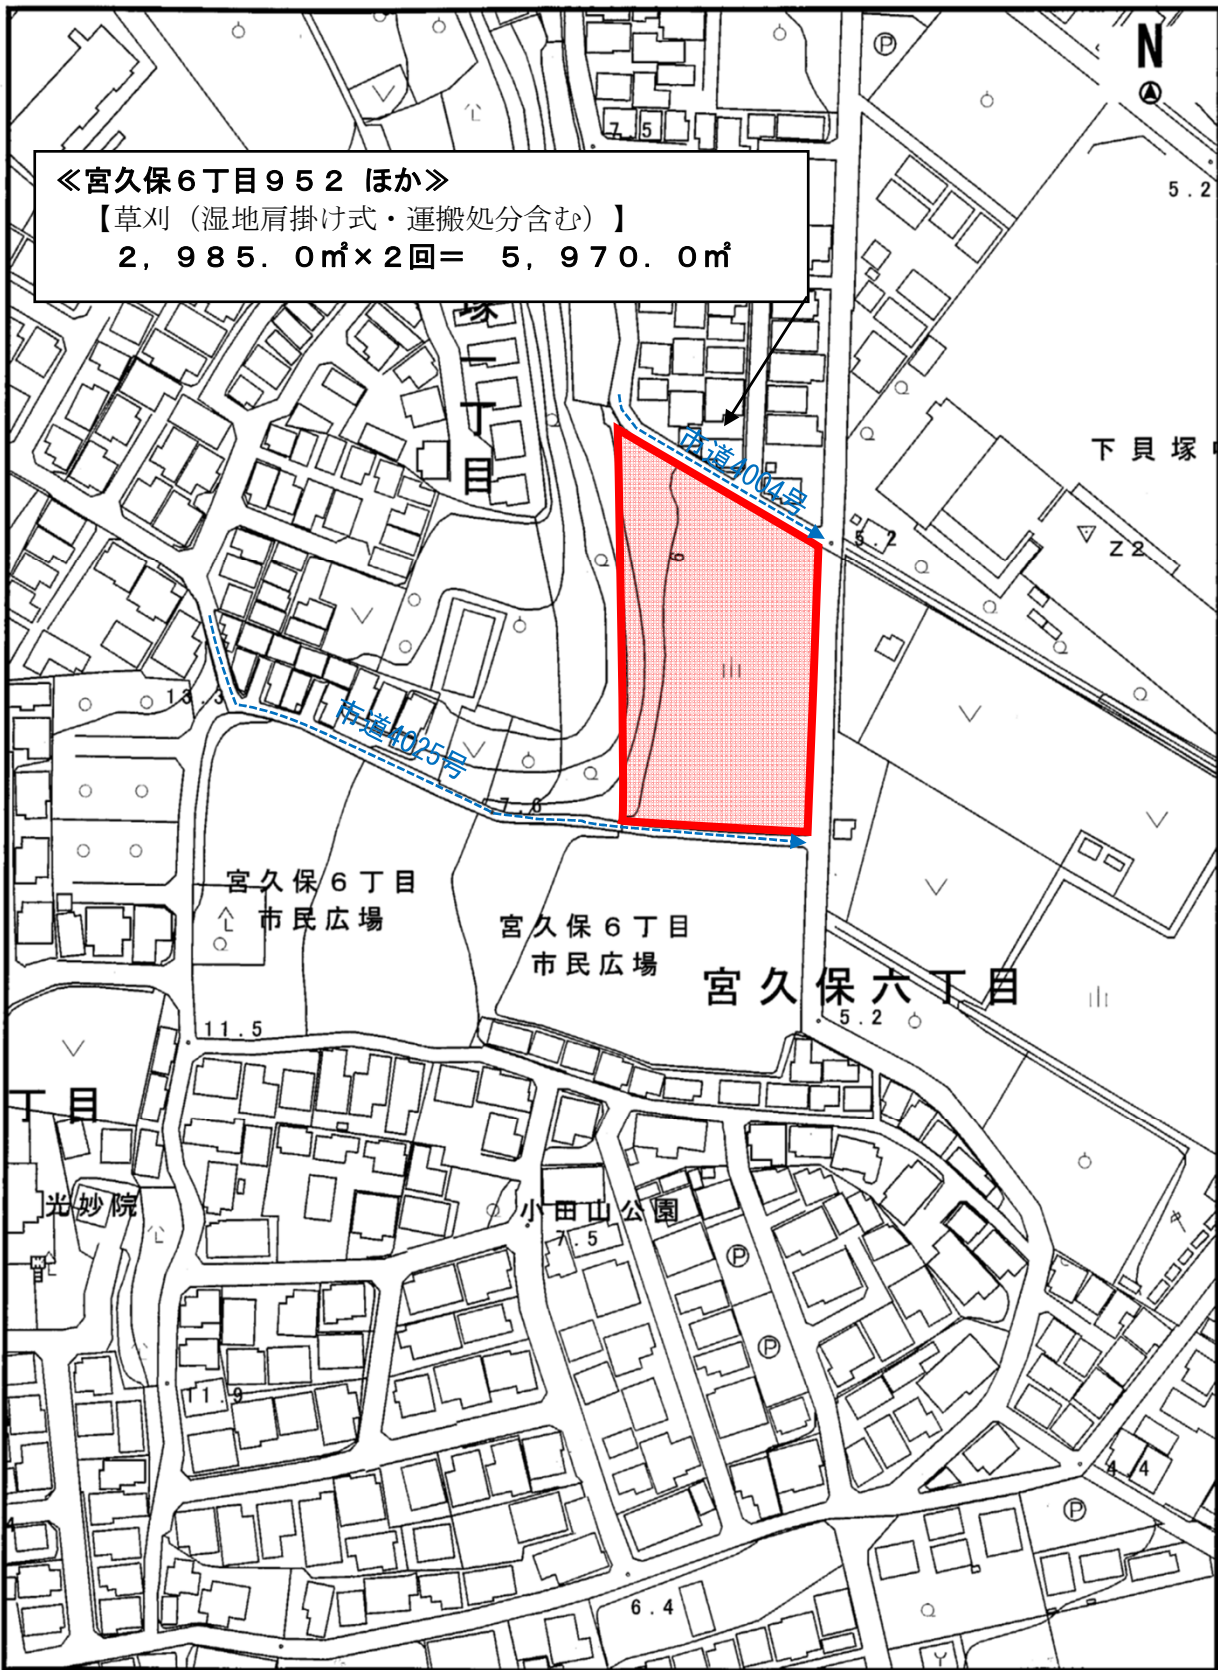 N
Ⓟ
7.5
5.2
≪宮久保６丁目９５２ ほか≫
【草刈（湿地肩掛け式・運搬処分含む）】
２，９８５．０㎡×２回＝　５，９７０．０㎡
一丁目
市道4004号
下貝塚
5.2
Z2
6
13.3
市道4025号
7.6
宮久保６丁目
市民広場
宮久保６丁目
市民広場
宮久保六丁目
5.2
11.5
丁目
光妙院
小田山公園
7.5
Ⓟ
Ⓟ
11.9
4.4
Ⓟ
6.4